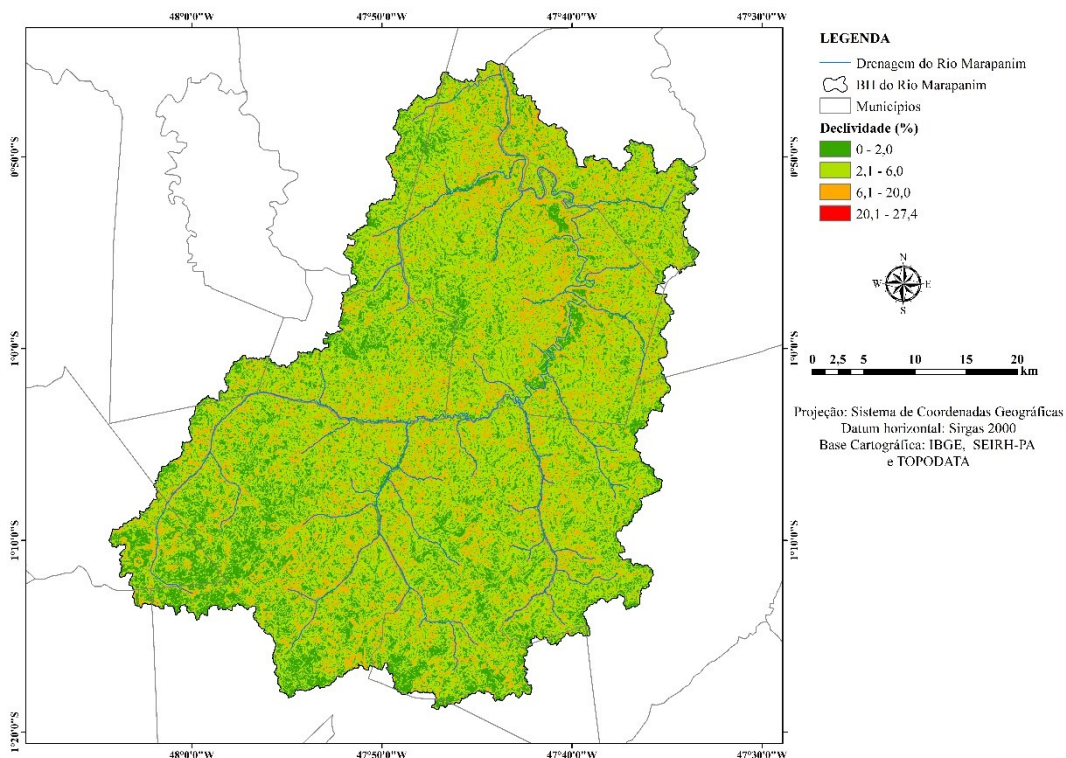 48°0'0"W 47°50'0"W 47°40'0"W 47°30'0"W
0°50'0"S
1°0'0"S
1°10'0"S
1°20'0"S
0°50'0"S
1°0'0"S
1°10'0"S
1°20'0"S
48°0'0"W 47°50'0"W 47°40'0"W 47°30'0"W
LEGENDA
Drenagem do Rio Marapanim
BH do Rio Marapanim
Municípios
Declividade (%)
0 - 2,0
2,1 - 6,0
6,1 - 20,0
20,1 - 27,4
N
W E
S
0 2,5 5 10 15 20
km
Projeção: Sistema de Coordenadas Geográficas
Datum horizontal: Sirgas 2000
Base Cartográfica: IBGE, SEIRH-PA
e TOPODATA